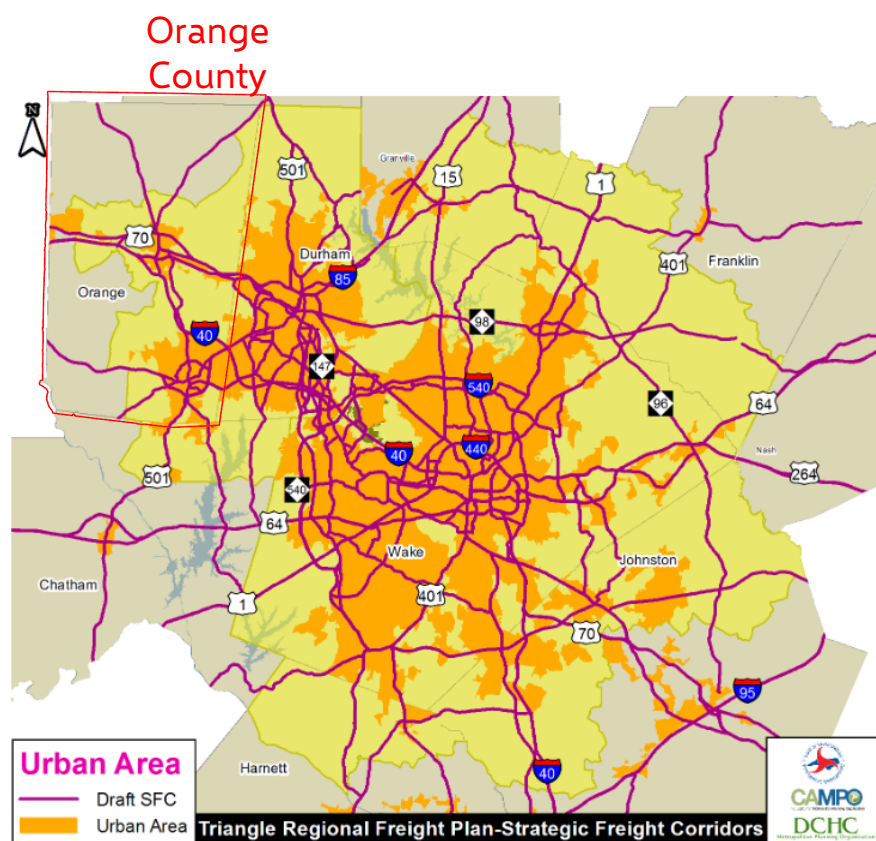 Orange
County
N
501
Granville
15
1
70
Durham
401
Franklin
85
Orange
40
98
147
540
96
64
40
440
Nash
501
540
264
64
Wake
Johnston
Chatham
1
401
70
95
Harnett
40
Urban Area
Draft SFC
Urban Area
Triangle Regional Freight Plan-Strategic Freight Corridors
CAMPO
DCHC
Metropolitan Planning Organization